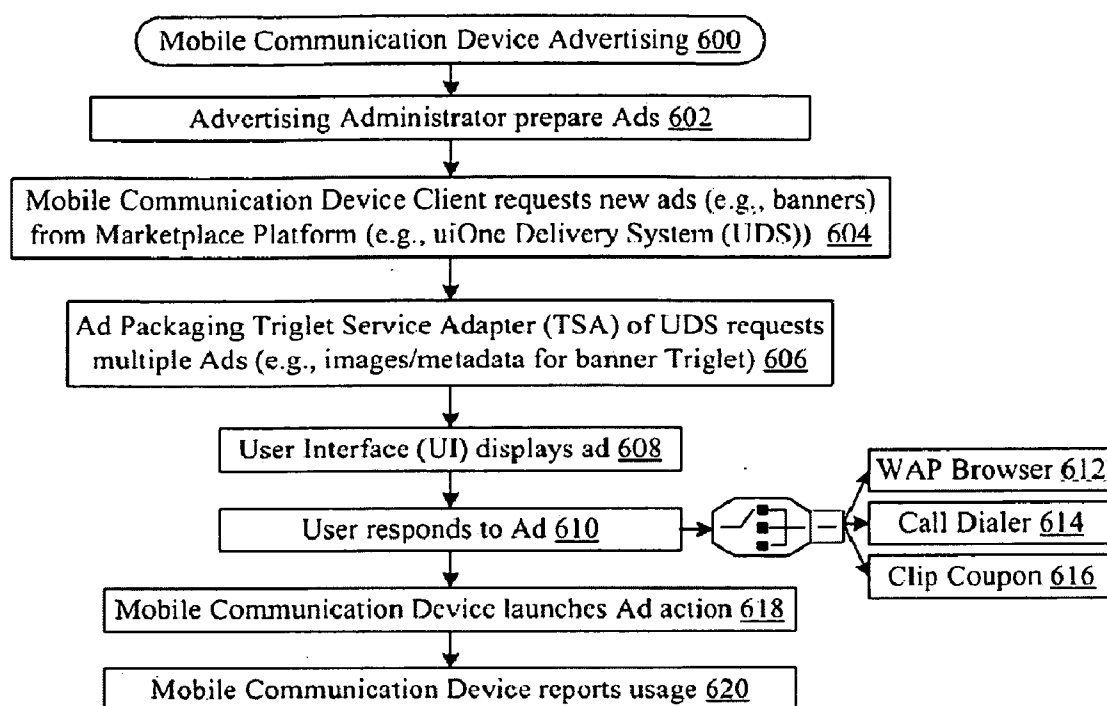 Mobile Communication Device Advertising 600
Advertising Administrator prepare Ads 602
Mobile Communication Device Client requests new ads (e.g., banners)
from Marketplace Platform (e.g., uiOne Delivery System (UDS)) 604
Ad Packaging Triglet Service Adapter (TSA) of UDS requests
multiple Ads (e.g., images/metadata for banner Triglet) 606
User Interface (UI) displays ad 608
User responds to Ad 610
WAP Browser 612
Call Dialer 614
Clip Coupon 616
Mobile Communication Device launches Ad action 618
Mobile Communication Device reports usage 620